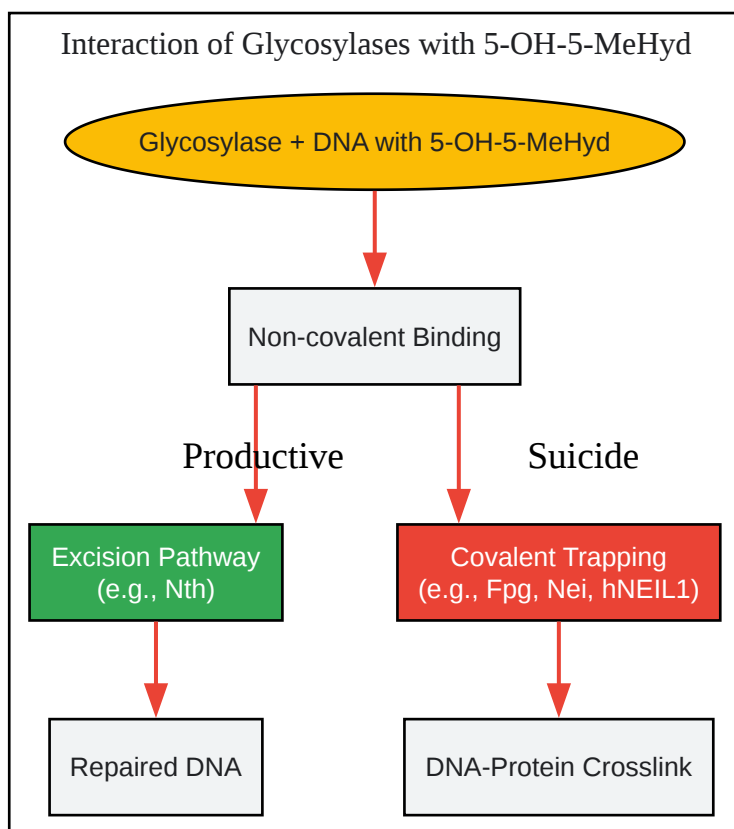 Interaction of Glycosylases with 5-OH-5-MeHyd
Glycosylase + DNA with 5-OH-5-MeHyd
Non-covalent Binding
Productive
Suicide
Excision Pathway
(e.g., Nth)
Covalent Trapping
(e.g., Fpg, Nei, hNEIL1)
Repaired DNA
DNA-Protein Crosslink